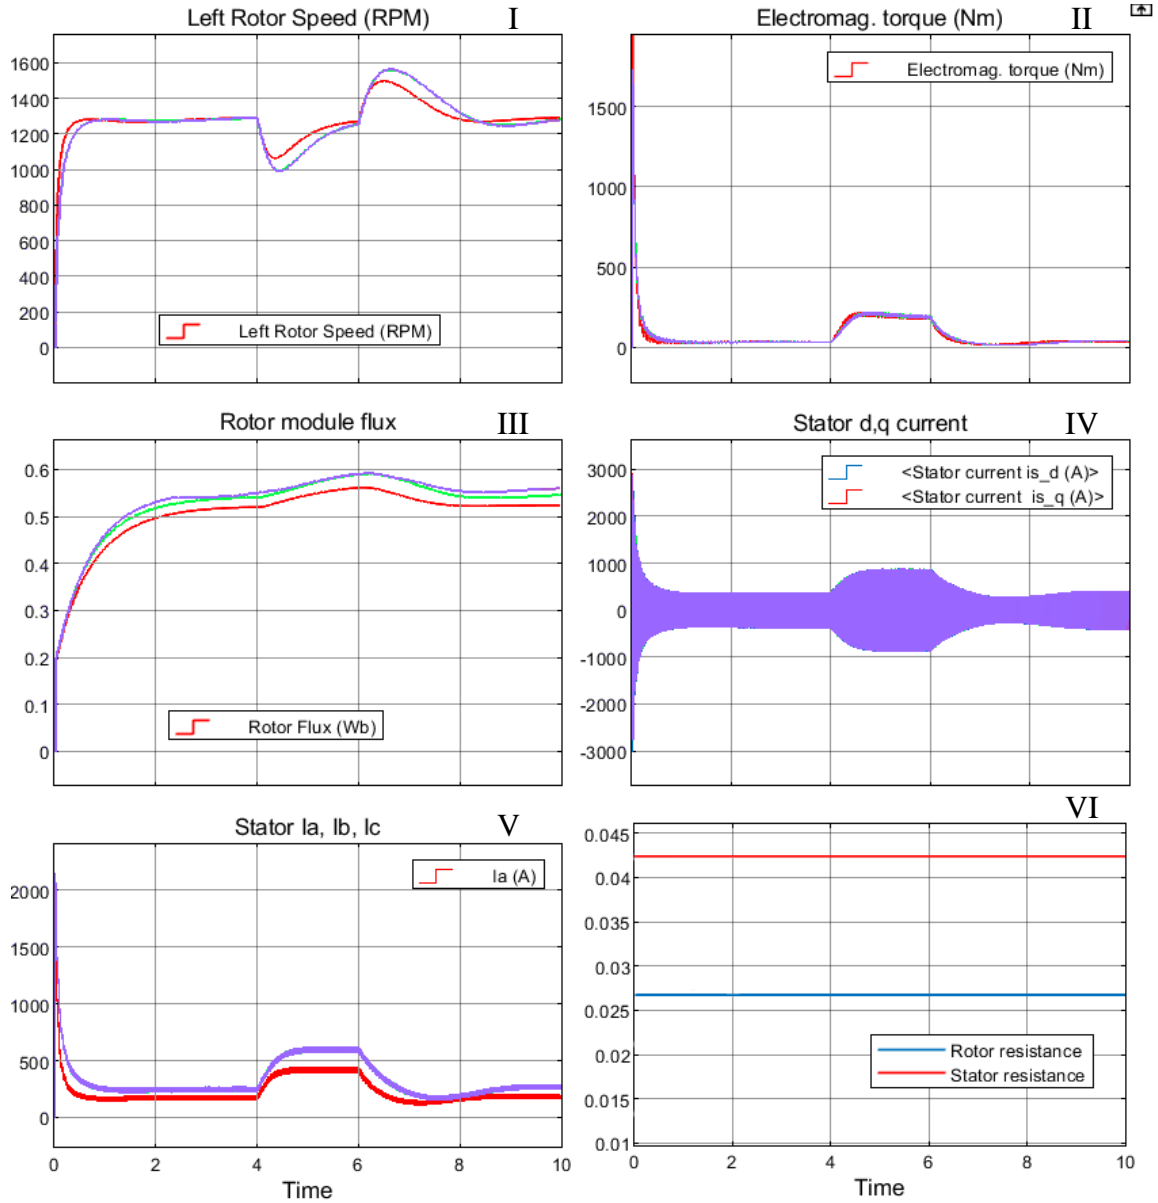 Left Rotor Speed (RPM) I
1600
1400
1200
1000
800
600
400
200
0
Left Rotor Speed (RPM)
Electromag. torque (Nm) II
Electromag. torque (Nm)
1500
1000
500
0
Rotor module flux III
0.6
0.5
0.4
0.3
0.2
0.1
0
Rotor Flux (Wb)
Stator d,q current IV
<Stator current is_d (A)>
<Stator current is_q (A)>
3000
2000
1000
0
-1000
-2000
-3000
Stator Ia, Ib, Ic V
Ia (A)
2000
1500
1000
500
0
0 2 4 6 8 10
Time
VI
0.045
0.04
0.035
0.03
0.025
0.02
0.015
0.01
Rotor resistance
Stator resistance
0 2 4 6 8 10
Time